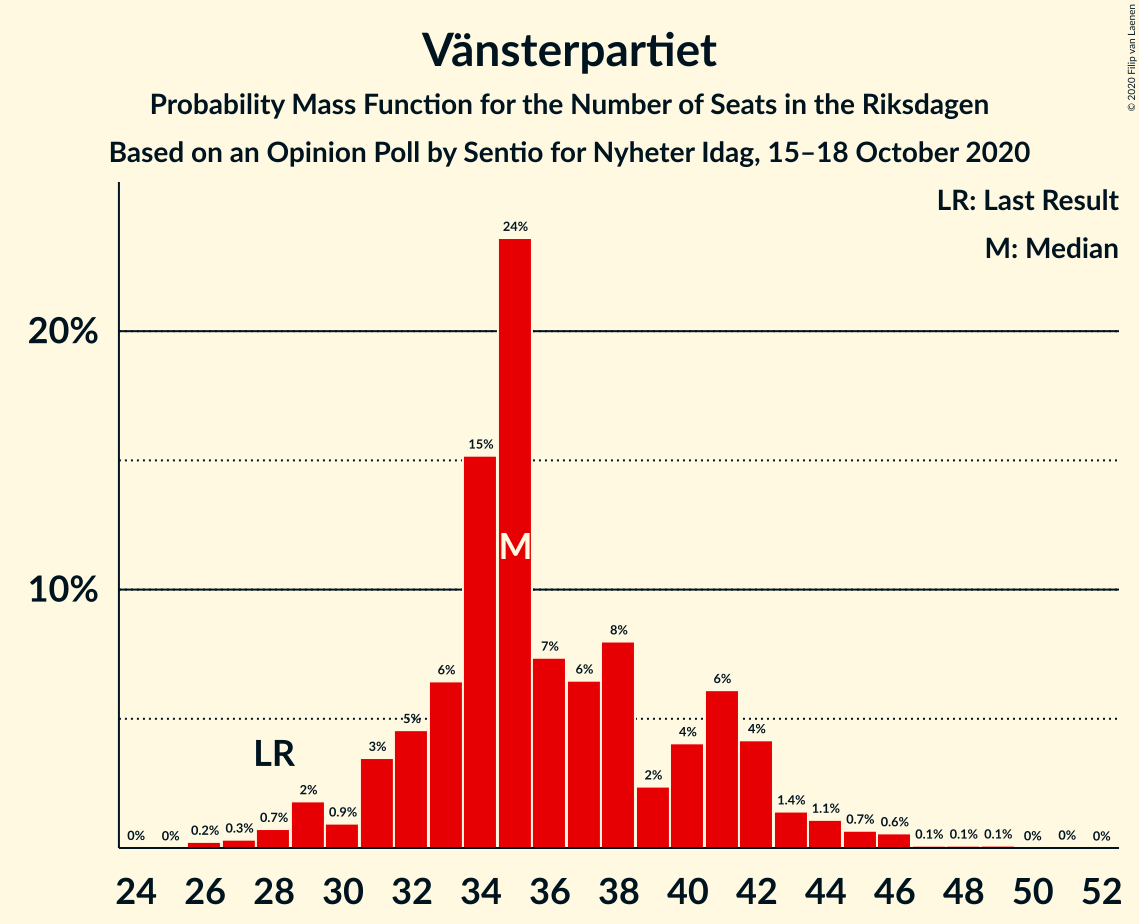 Vänsterpartiet
Probability Mass Function for the Number of Seats in the Riksdagen
Based on an Opinion Poll by Sentio for Nyheter Idag, 15–18 October 2020
© 2020 Filip van Laenen
LR: Last Result
M: Median
20%
10%
0% 0% 0.2% 0.3% 0.7% 2% 0.9% 3% 5% 6% 15% 24% 7% 6% 8% 2% 4% 6% 4% 1.4% 1.1% 0.7% 0.6% 0.1% 0.1% 0.1% 0% 0% 0%
LR
M
24 26 28 30 32 34 36 38 40 42 44 46 48 50 52